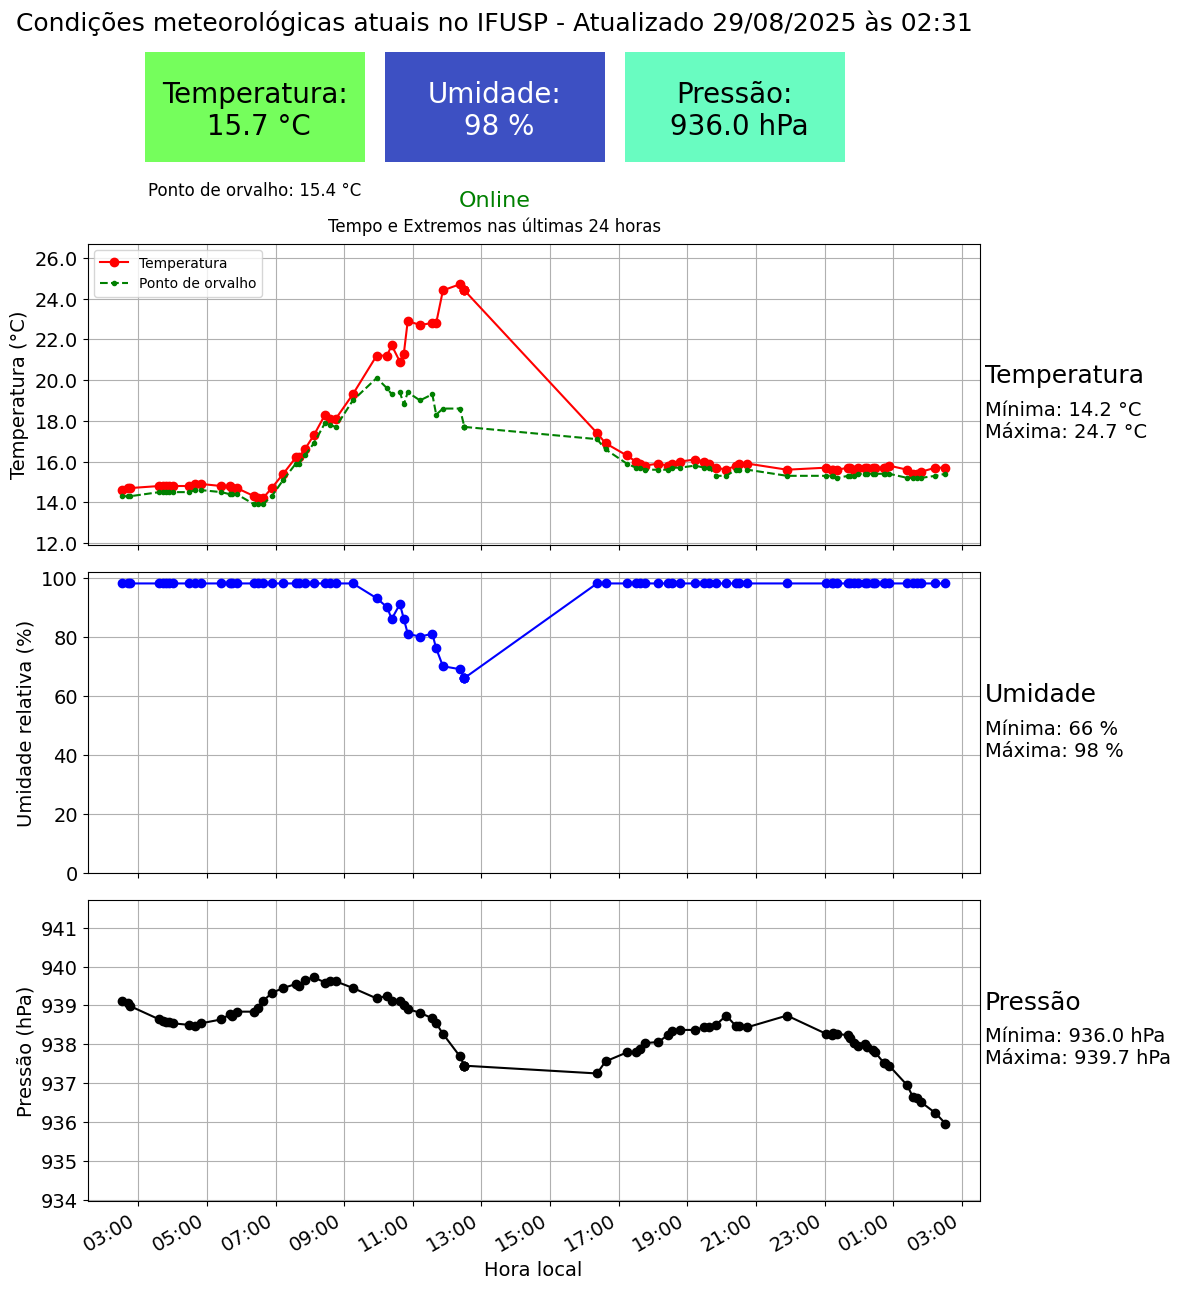 Condições meteorológicas atuais no IFUSP - Atualizado 29/08/2025 às 02:31
Temperatura:
15.7 °C
Umidade:
98 %
Pressão:
936.0 hPa
Ponto de orvalho: 15.4 °C
Online
Tempo e Extremos nas últimas 24 horas
Temperatura (°C)
26.0
24.0
22.0
20.0
18.0
16.0
14.0
12.0
Temperatura
Ponto de orvalho
Temperatura
Mínima: 14.2 °C
Máxima: 24.7 °C
Umidade relativa (%)
100
80
60
40
20
0
Umidade
Mínima: 66 %
Máxima: 98 %
Pressão (hPa)
941
940
939
938
937
936
935
934
Pressão
Mínima: 936.0 hPa
Máxima: 939.7 hPa
03:00 05:00 07:00 09:00 11:00 13:00 15:00 17:00 19:00 21:00 23:00 01:00 03:00
Hora local